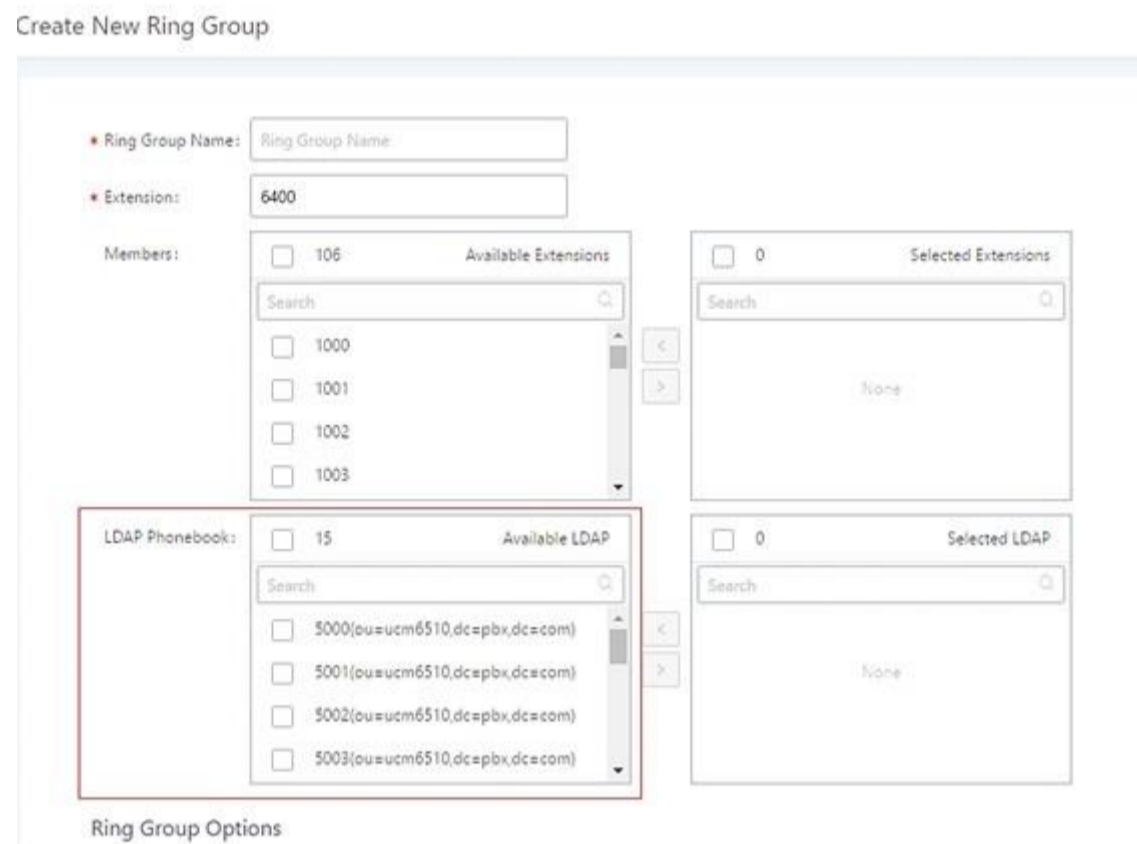 Create New Ring Group
* Ring Group Name: Ring Group Name
* Extension: 6400
Members: 106 Available Extensions 0 Selected Extensions
Search Search
1000 <
1001 > None
1002
1003
LDAP Phonebook: 15 Available LDAP 0 Selected LDAP
Search Search
5000(ou=ucm6510,dc=pbx,dc=com) <
5001(ou=ucm6510,dc=pbx,dc=com) > None
5002(ou=ucm6510,dc=pbx,dc=com)
5003(ou=ucm6510,dc=pbx,dc=com)
Ring Group Options